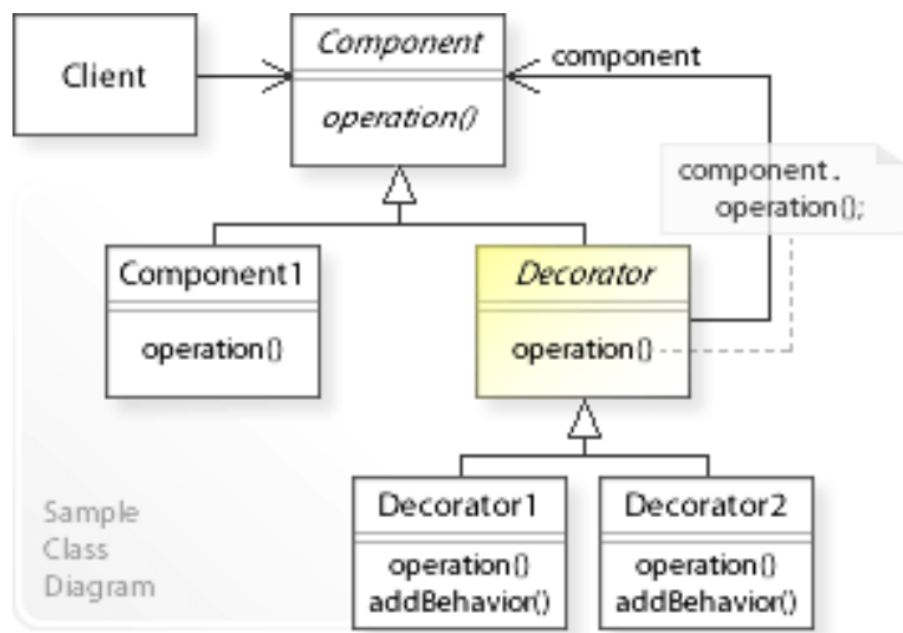 Client
Component
operation()
component
component.
operation();
Component1
operation()
Decorator
operation()
Decorator1
operation()
addBehavior()
Decorator2
operation()
addBehavior()
Sample
Class
Diagram